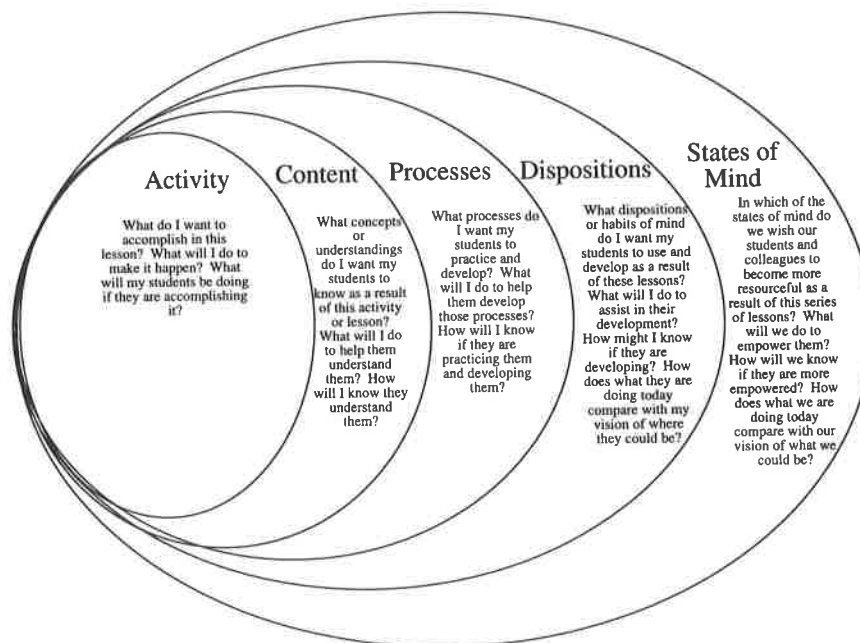 Activity
What do I want to
accomplish in this
lesson? What will I do to
make it happen? What
will my students be doing
if they are accomplishing
it?
Content
What concepts
or
understandings
do I want my
students to
know as a result
of this activity
or lesson?
What will I do
to help them
understand
them? How
will I know they
understand
them?
Processes
What processes do
I want my
students to
practice and
develop? What
will I do to help
them develop
those processes?
How will I know
if they are
practicing them
and developing
them?
Dispositions
What dispositions
or habits of mind
do I want my
students to use and
develop as a result
of these lessons?
What will I do to
assist in their
development?
How might I know
if they are
developing? How
does what they are
doing today
compare with my
vision of where
they could be?
States of
Mind
In which of the
states of mind do
we wish our
students and
colleagues to
become more
resourceful as a
result of this series
of lessons? What
will we do to
empower them?
How will we know
if they are more
empowered? How
does what we are
doing today
compare with our
vision of what we
could be?